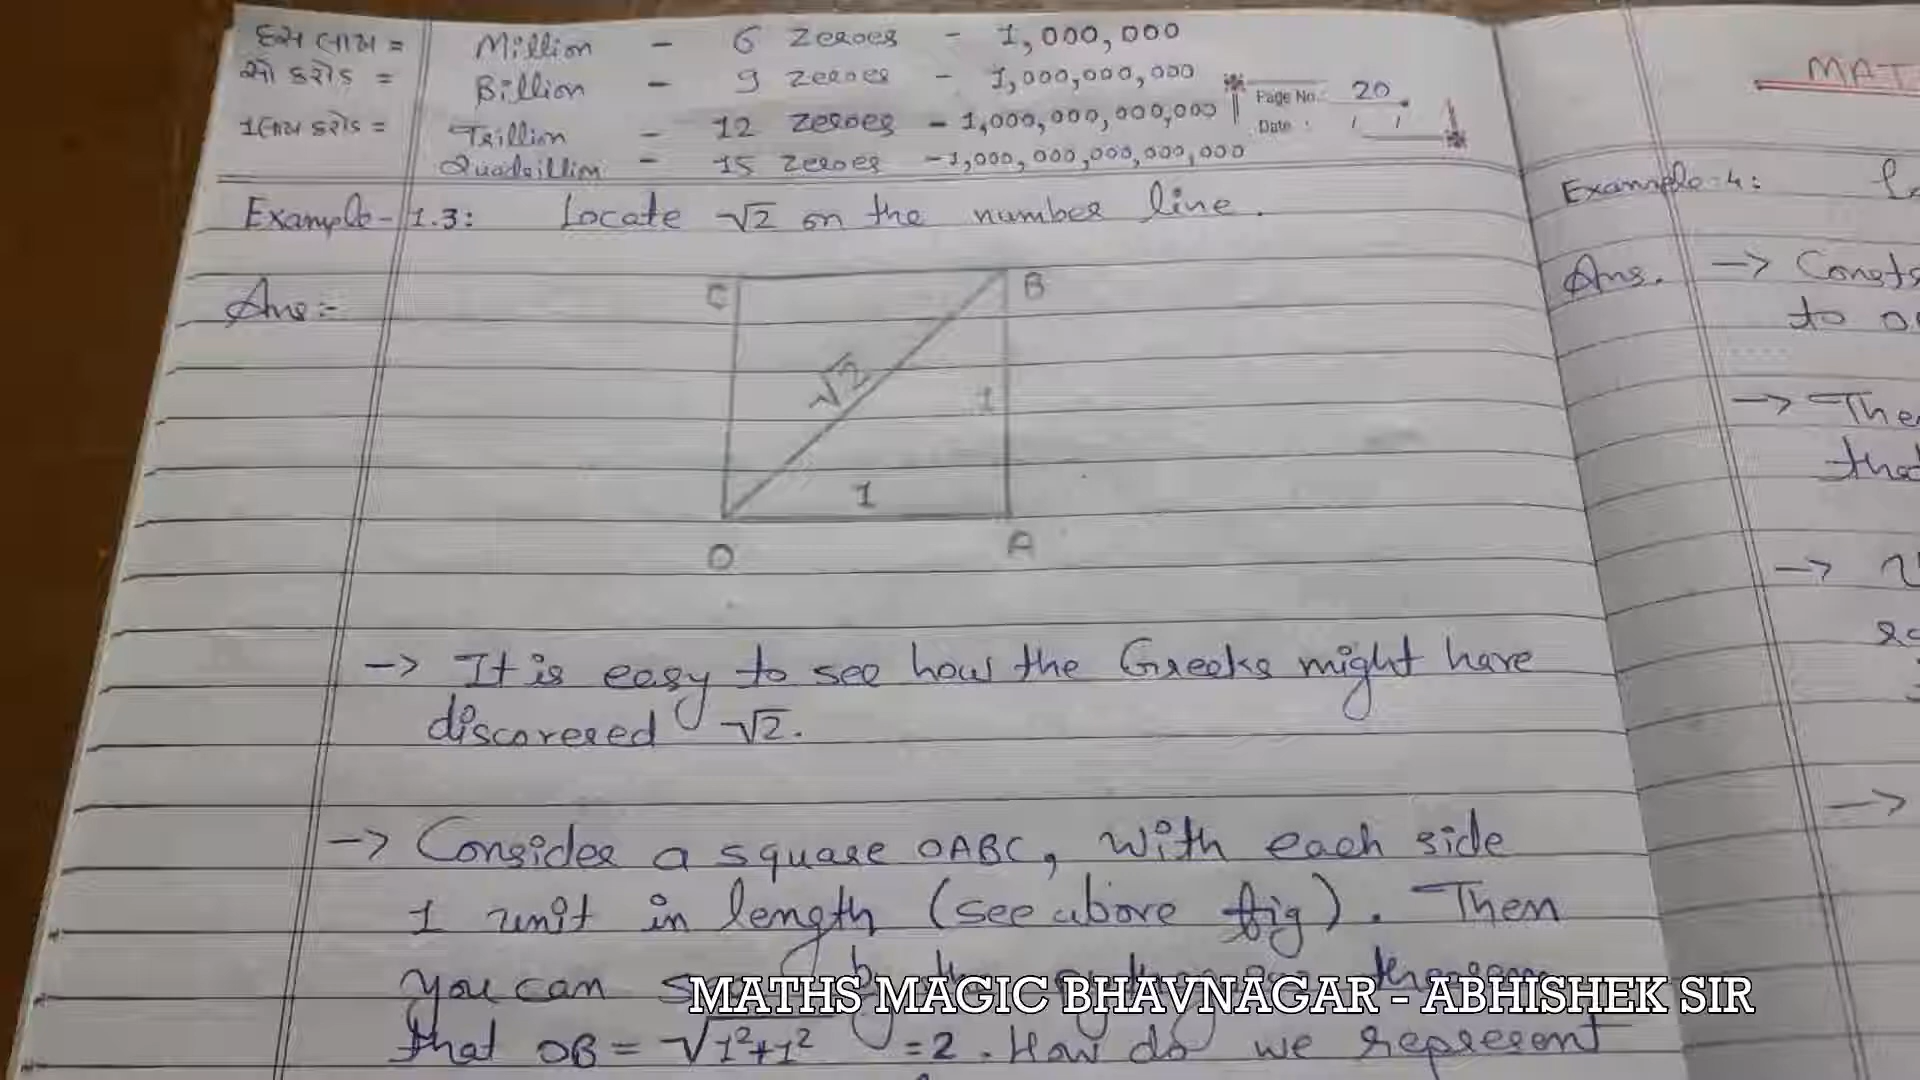 દસ લાખ = Million - 6 zeroes - 1,000,000
સો કરોડ = Billion - 9 zeroes - 1,000,000,000
1લાખ કરોડ = Trillion - 12 zeroes - 1,000,000,000,000
Quadrillion - 15 zeroes - 1,000,000,000,000,000
Page No.: 20
Date : / /
Example-1.3: Locate √2 on the number line.
Ans:-
C B
√2 1
1
O A
-> It is easy to see how the Greeks might have
discovered √2.
-> Consider a square OABC, with each side
1 unit in length (see above fig). Then
you can
that OB = √1²+1² = 2. How do we represent
MAT
Example-4:
Ans. -> Const
to
-> The
that
->
->
MATHS MAGIC BHAVNAGAR - ABHISHEK SIR